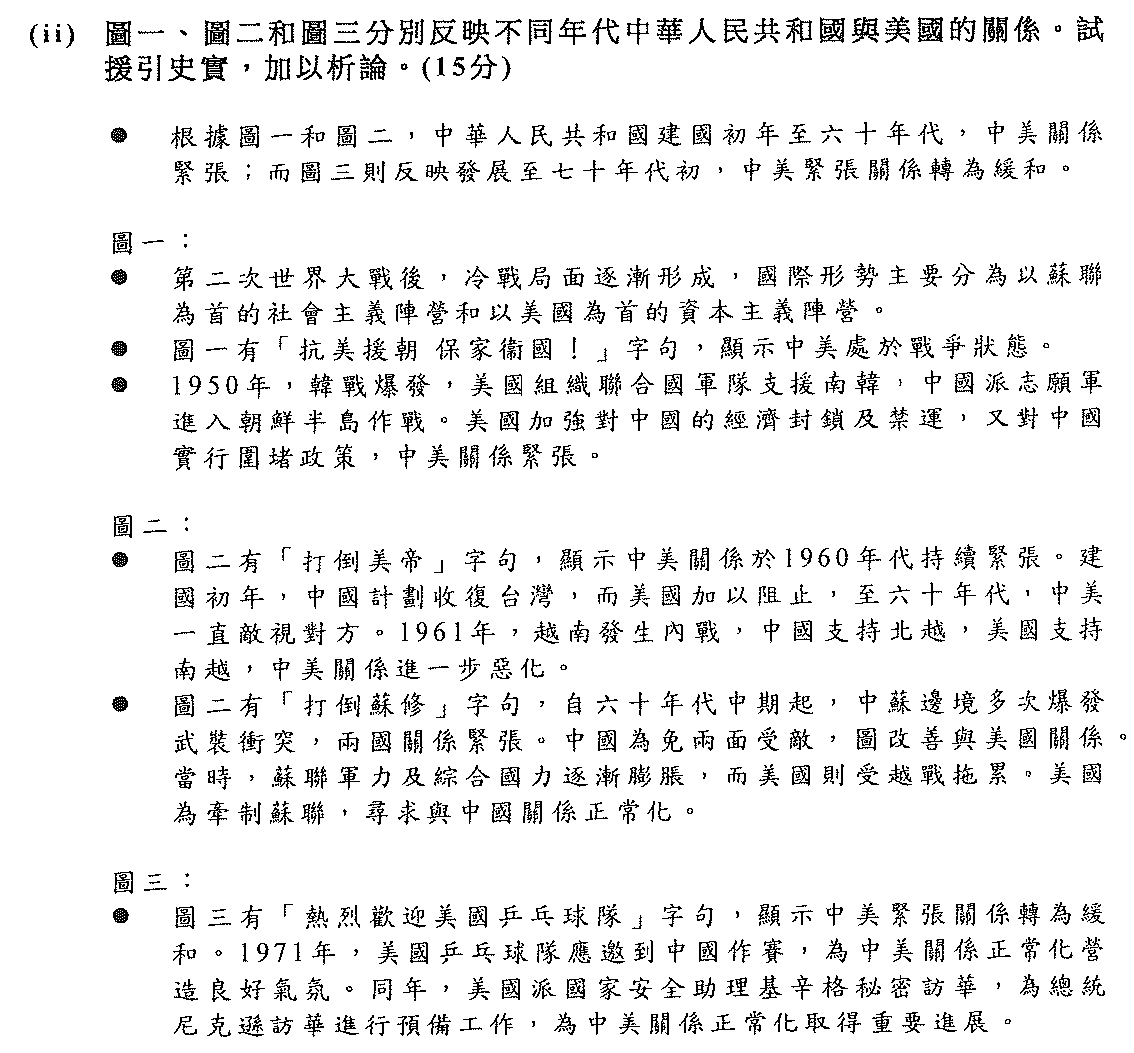 (ii) 圖一、圖二和圖三分別反映不同年代中華人民共和國與美國的關係。試
援引史實，加以析論。(15分)
● 根據圖一和圖二，中華人民共和國建國初年至六十年代，中美關係
緊張；而圖三則反映發展至七十年代初，中美緊張關係轉為緩和。
圖一：
● 第二次世界大戰後，冷戰局面逐漸形成，國際形勢主要分為以蘇聯
為首的社會主義陣營和以美國為首的資本主義陣營。
● 圖一有「抗美援朝 保家衞國！」字句，顯示中美處於戰爭狀態。
● 1950年，韓戰爆發，美國組織聯合國軍隊支援南韓，中國派志願軍
進入朝鮮半島作戰。美國加強對中國的經濟封鎖及禁運，又對中國
實行圍堵政策，中美關係緊張。
圖二：
● 圖二有「打倒美帝」字句，顯示中美關係於1960年代持續緊張。建
國初年，中國計劃收復台灣，而美國加以阻止，至六十年代，中美
一直敵視對方。1961年，越南發生內戰，中國支持北越，美國支持
南越，中美關係進一步惡化。
● 圖二有「打倒蘇修」字句，自六十年代中期起，中蘇邊境多次爆發
武裝衝突，兩國關係緊張。中國為免兩面受敵，圖改善與美國關係。
當時，蘇聯軍力及綜合國力逐漸膨脹，而美國則受越戰拖累。美國
為牽制蘇聯，尋求與中國關係正常化。
圖三：
● 圖三有「熱烈歡迎美國乒乓球隊」字句，顯示中美緊張關係轉為緩
和。1971年，美國乒乓球隊應邀到中國作賽，為中美關係正常化營
造良好氣氛。同年，美國派國家安全助理基辛格秘密訪華，為總統
尼克遜訪華進行預備工作，為中美關係正常化取得重要進展。